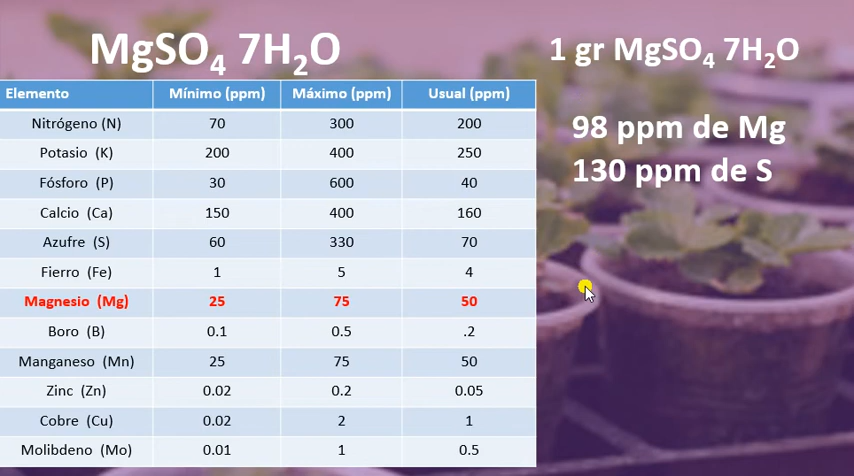 MgSO4 7H2O
1 gr MgSO4 7H2O
98 ppm de Mg
130 ppm de S
Elemento Mínimo (ppm) Máximo (ppm) Usual (ppm)
Nitrógeno (N) 70 300 200
Potasio (K) 200 400 250
Fósforo (P) 30 600 40
Calcio (Ca) 150 400 160
Azufre (S) 60 330 70
Fierro (Fe) 1 5 4
Magnesio (Mg) 25 75 50
Boro (B) 0.1 0.5 .2
Manganeso (Mn) 25 75 50
Zinc (Zn) 0.02 0.2 0.05
Cobre (Cu) 0.02 2 1
Molibdeno (Mo) 0.01 1 0.5